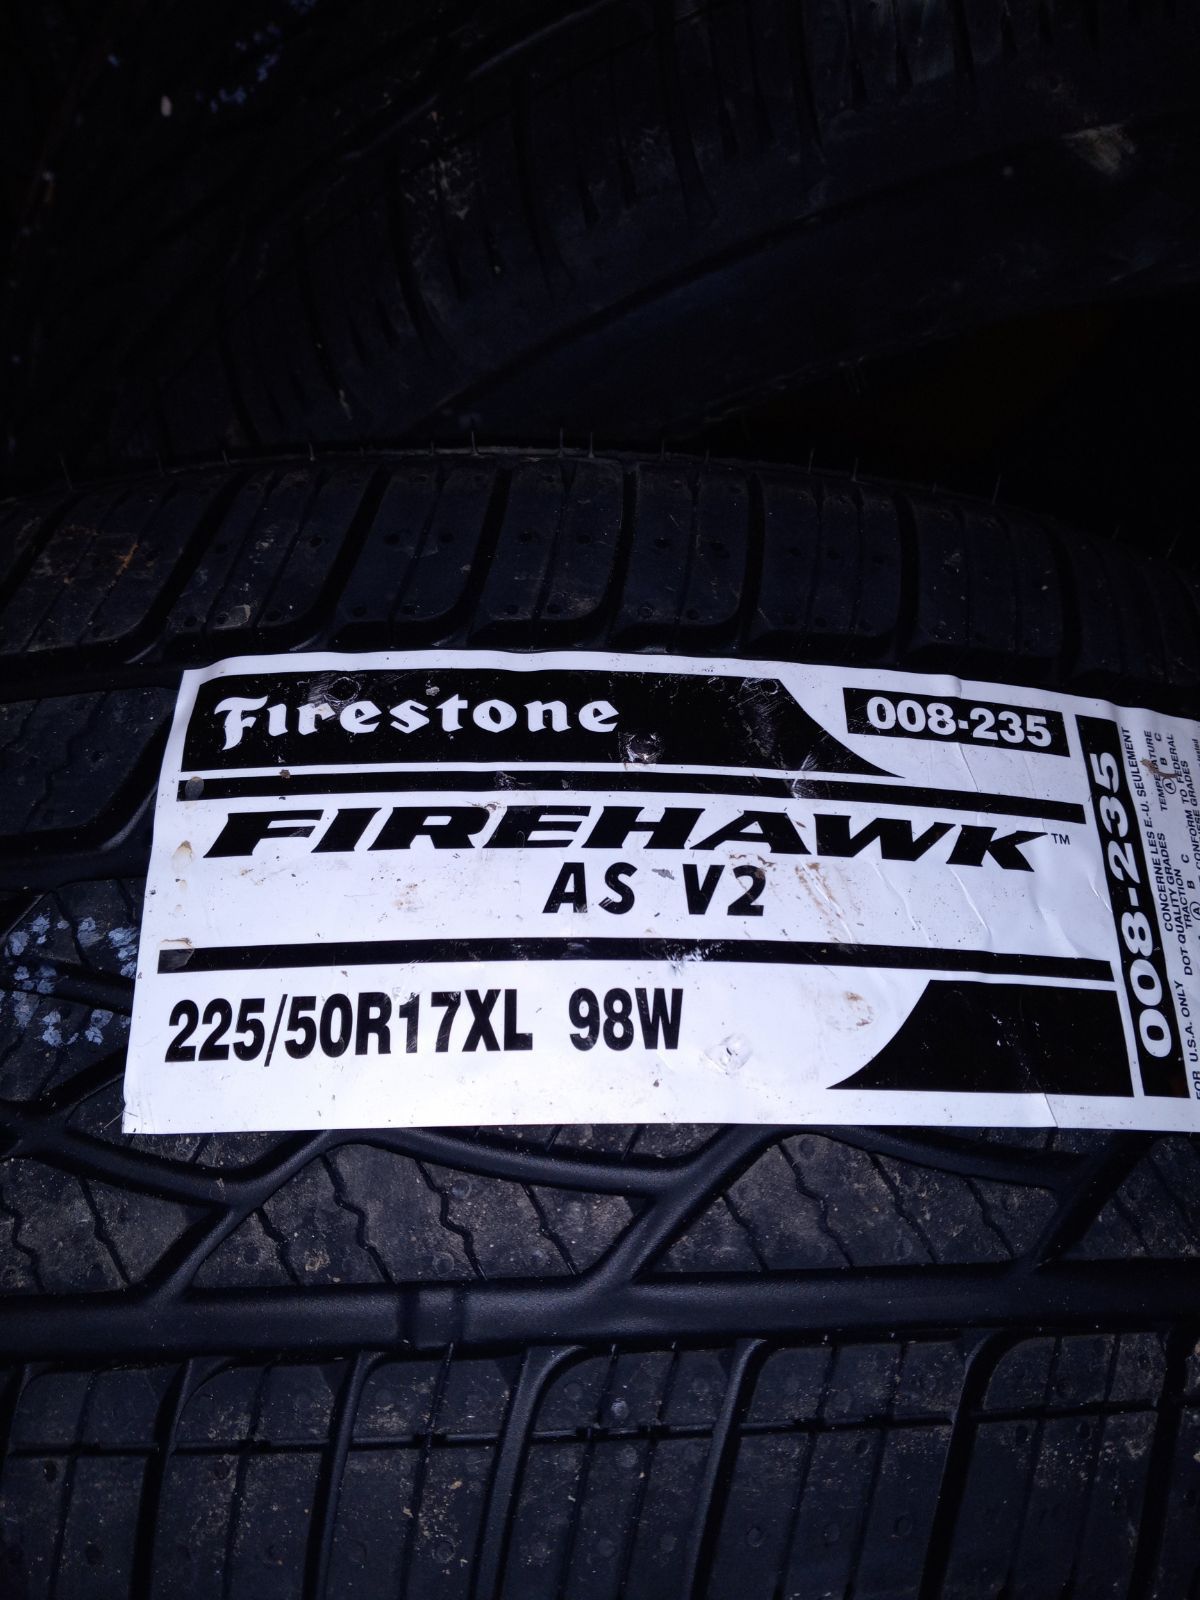 Firestone
008-235
FIREHAWK™
AS V2
225/50R17XL 98W
008-235
CONCERNE LES E.-U. SEULEMENT
FOR U.S.A. ONLY DOT QUALITY GRADES TEMPERATURE
TRACTION C